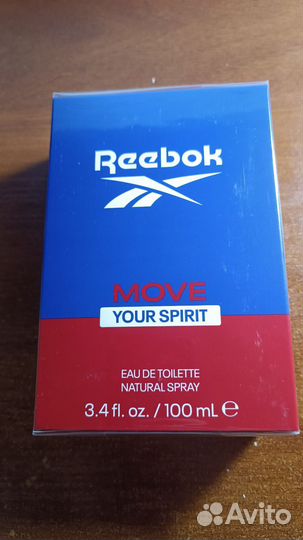 Reebok
MOVE
YOUR SPIRIT
EAU DE TOILETTE
NATURAL SPRAY
3.4 fl. oz. / 100 mL ℮
Avito